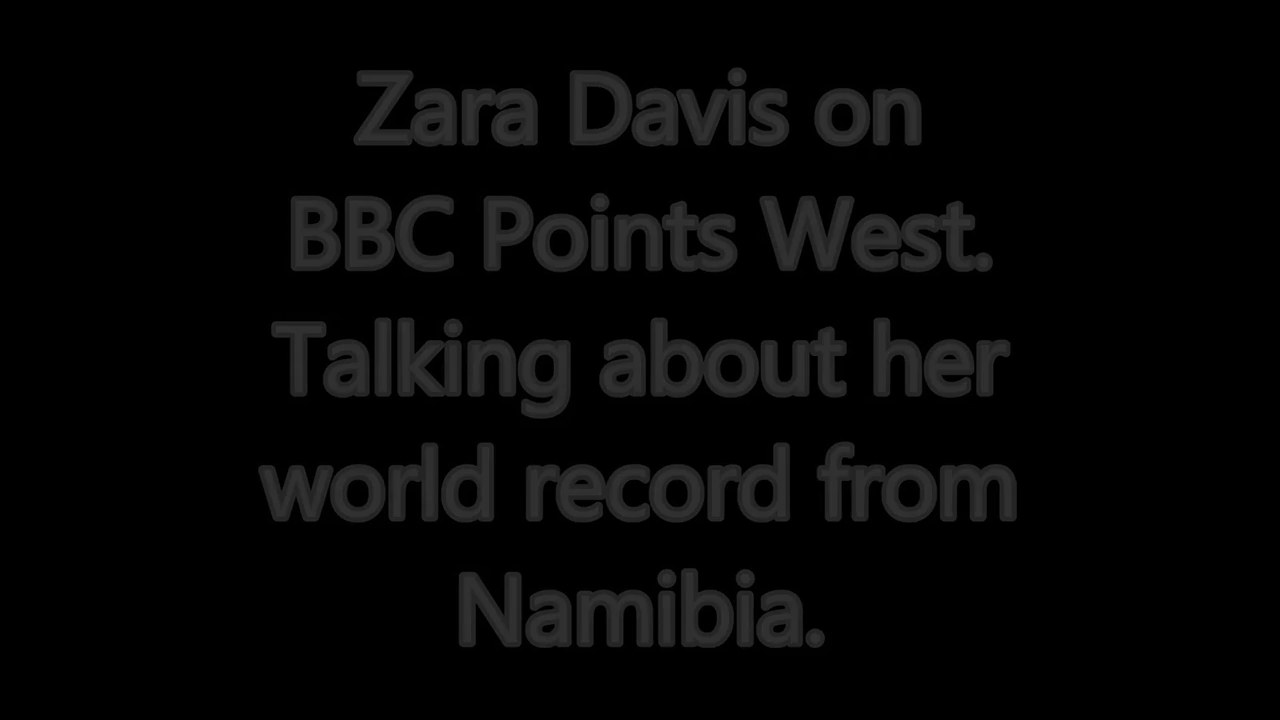 Zara Davis on
BBC Points West.
Talking about her
world record from
Namibia.